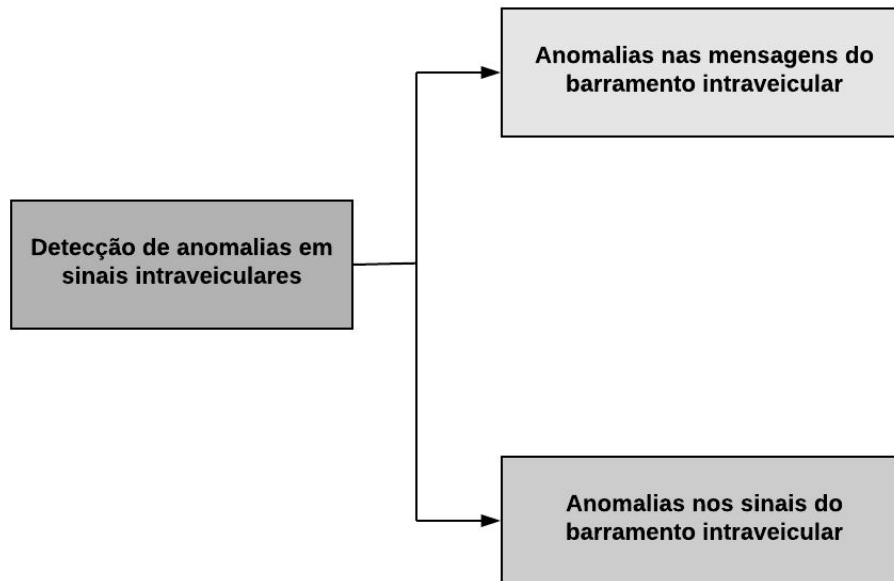 Anomalias nas mensagens do
barramento intraveicular
Detecção de anomalias em
sinais intraveiculares
Anomalias nos sinais do
barramento intraveicular